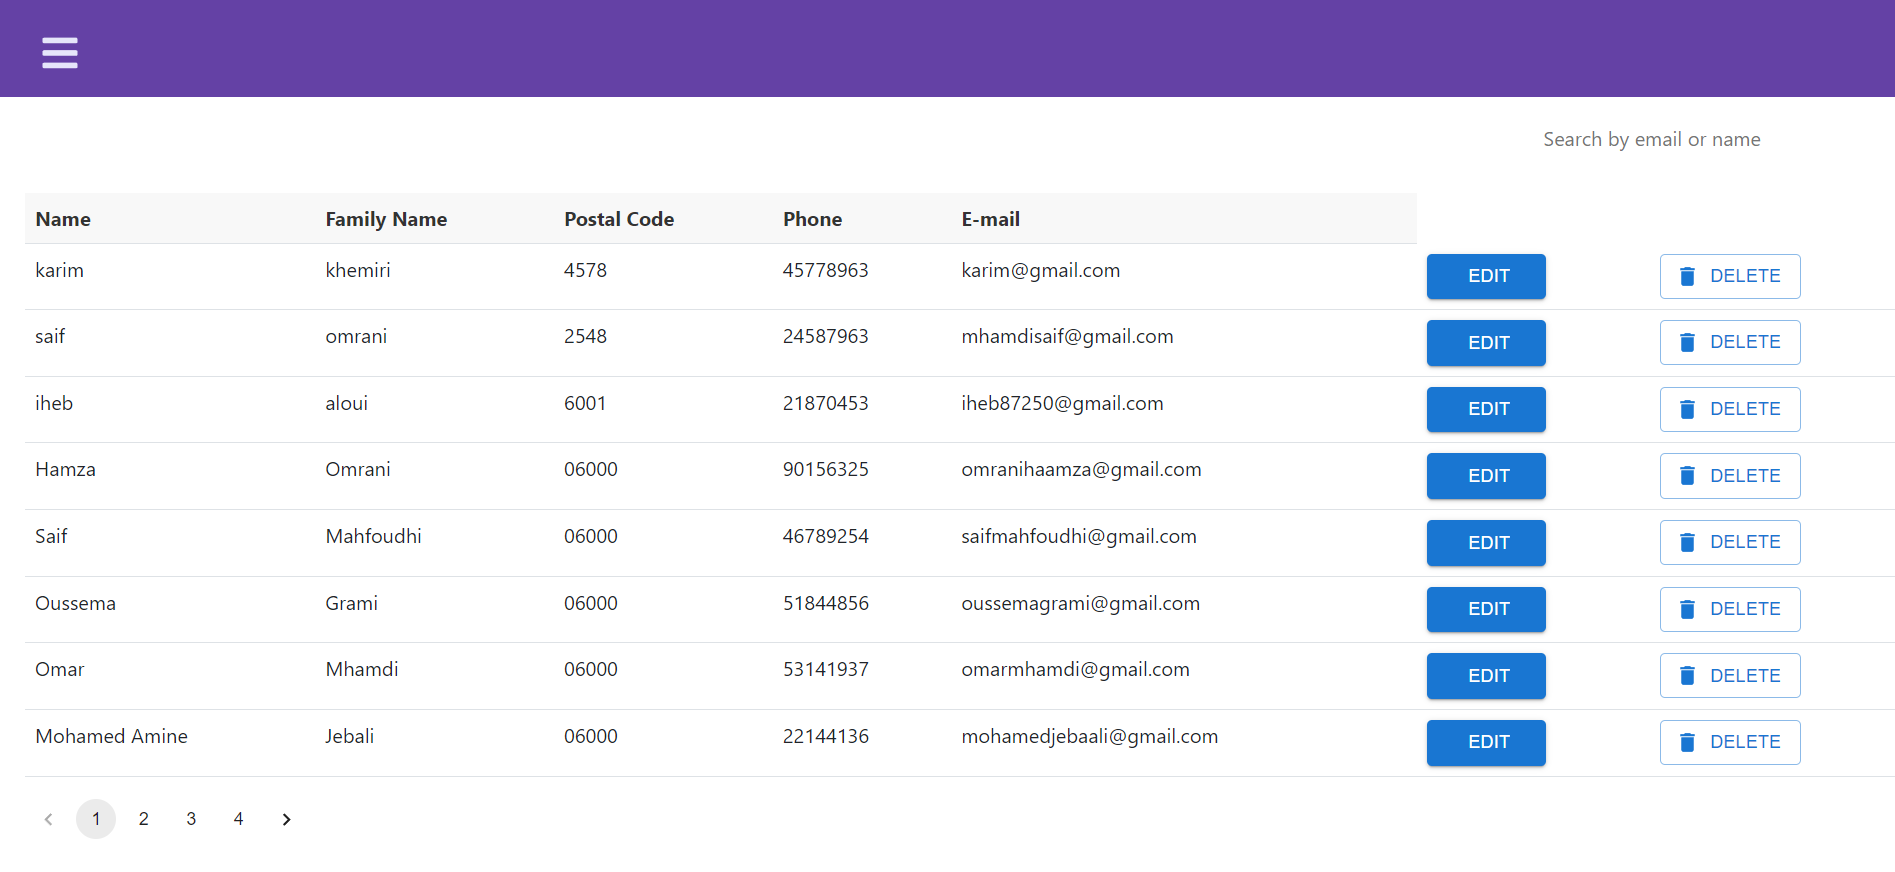 Search by email or name
Name Family Name Postal Code Phone E-mail
karim khemiri 4578 45778963 karim@gmail.com EDIT DELETE
saif omrani 2548 24587963 mhamdisaif@gmail.com EDIT DELETE
iheb aloui 6001 21870453 iheb87250@gmail.com EDIT DELETE
Hamza Omrani 06000 90156325 omranihaamza@gmail.com EDIT DELETE
Saif Mahfoudhi 06000 46789254 saifmahfoudhi@gmail.com EDIT DELETE
Oussema Grami 06000 51844856 oussemagrami@gmail.com EDIT DELETE
Omar Mhamdi 06000 53141937 omarmhamdi@gmail.com EDIT DELETE
Mohamed Amine Jebali 06000 22144136 mohamedjebaali@gmail.com EDIT DELETE
1 2 3 4